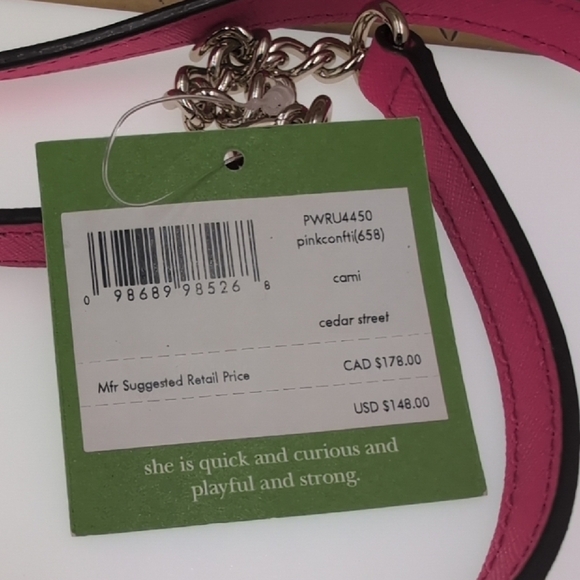 PWRU4450
pinkconfti(658)
cami
cedar street
0 98689 98526 8
Mfr Suggested Retail Price
CAD $178.00
USD $148.00
she is quick and curious and
playful and strong.